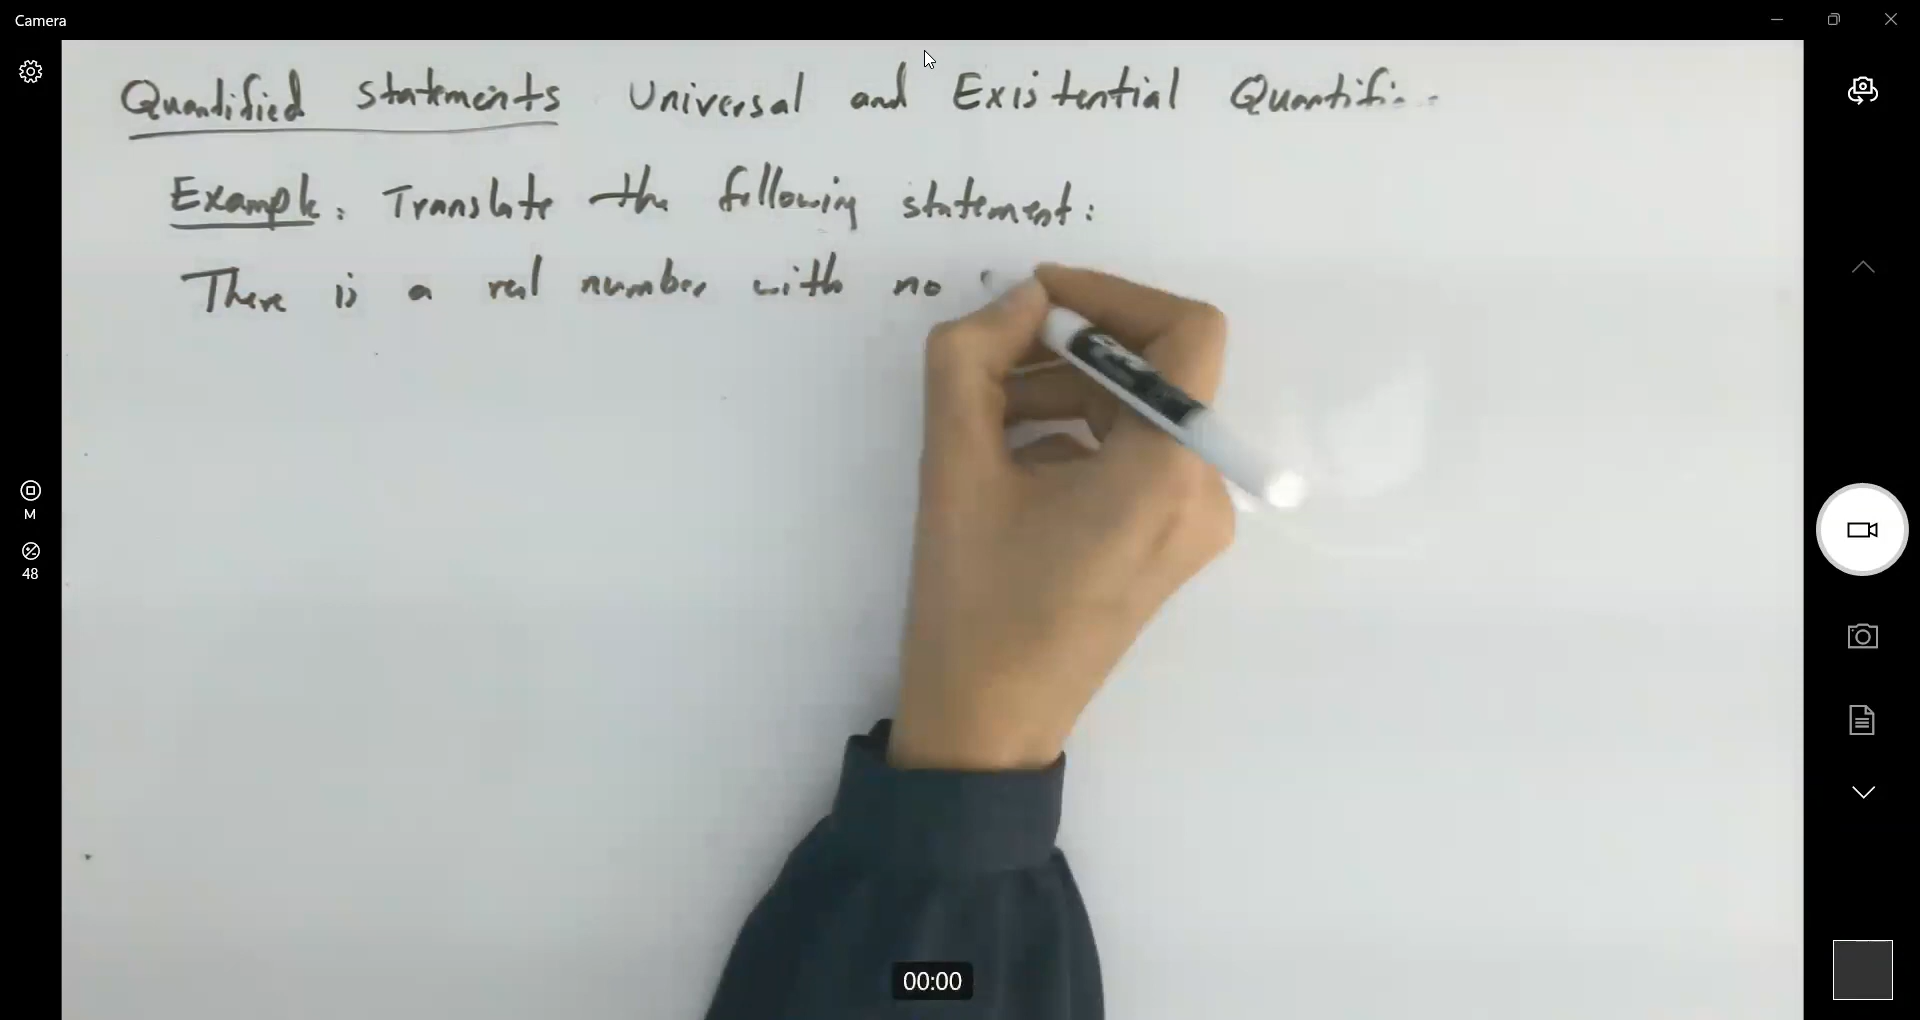 Camera
Quantified statements Universal and Existential Quantifi..
Example: Translate the following statement:
There is a real number with no
M
48
00:00